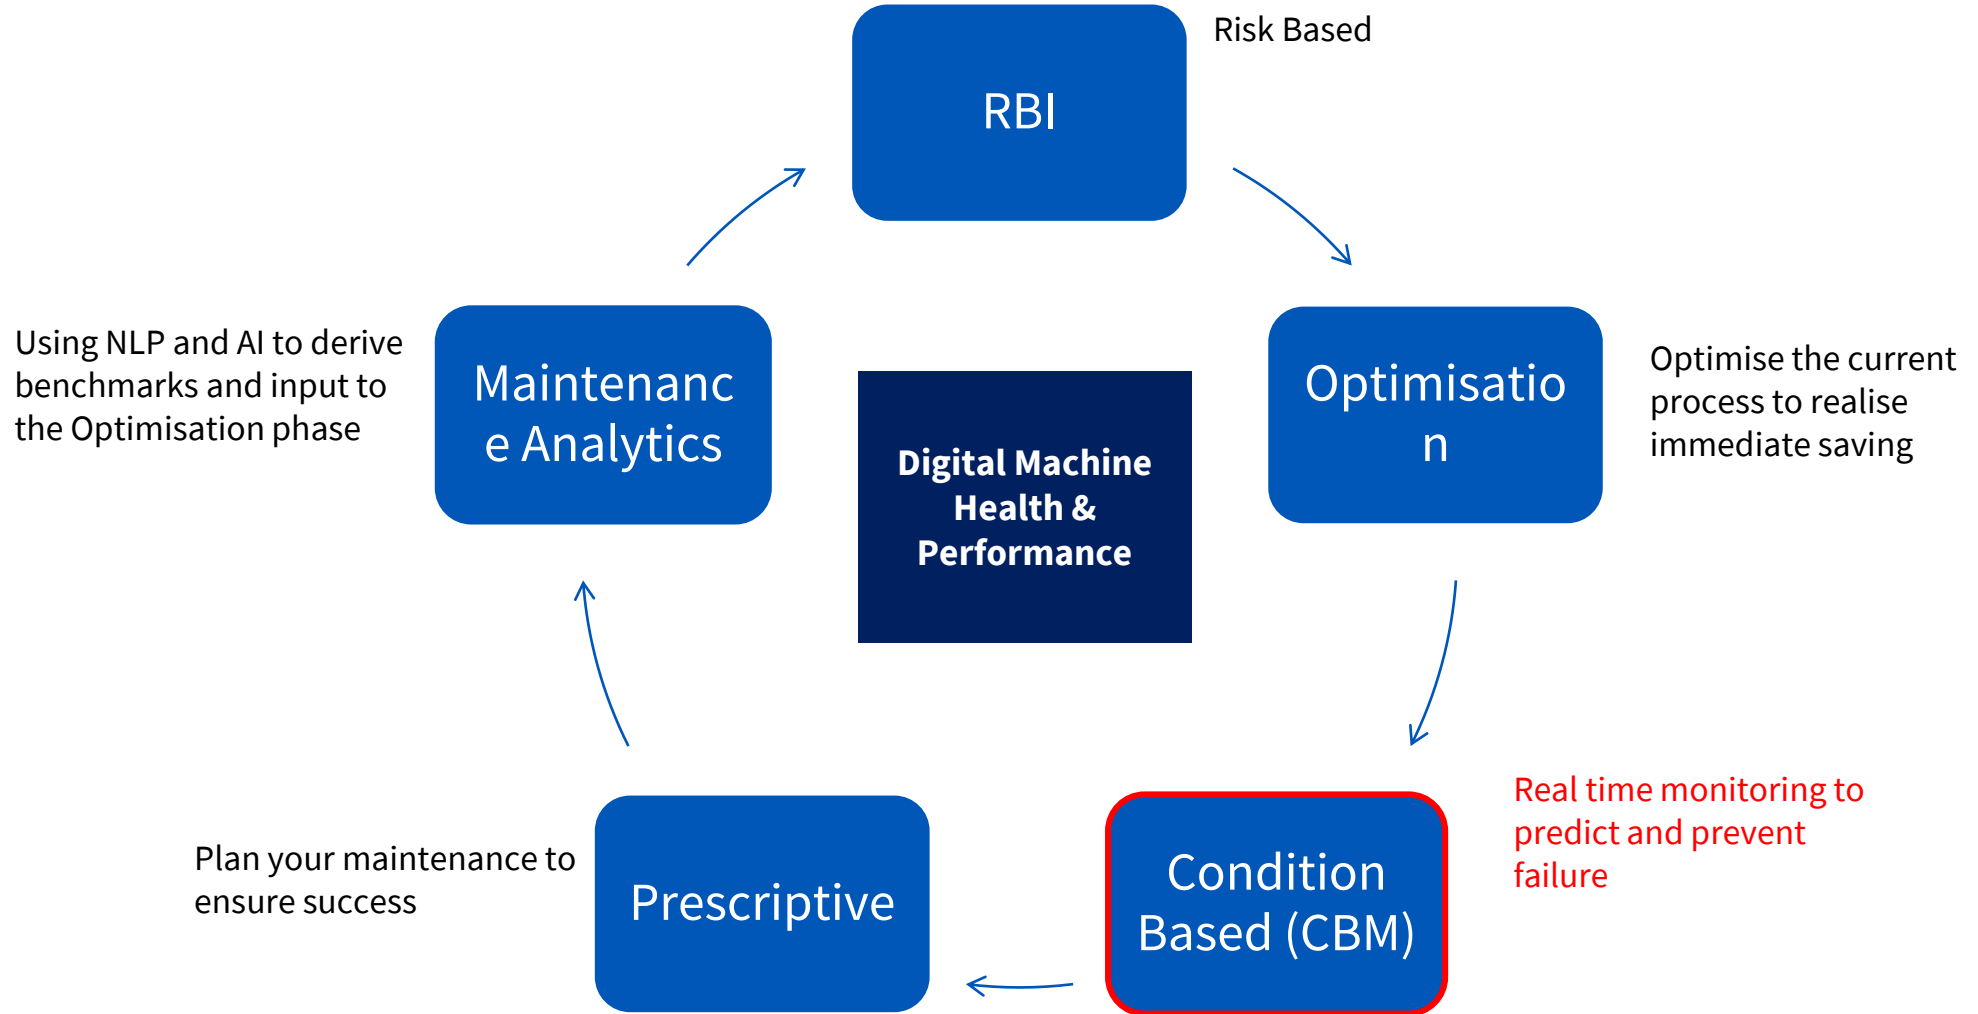 RBI
Risk Based
Optimisatio
n
Optimise the current
process to realise
immediate saving
Condition
Based (CBM)
Real time monitoring to
predict and prevent
failure
Prescriptive
Plan your maintenance to
ensure success
Maintenanc
e Analytics
Using NLP and AI to derive
benchmarks and input to
the Optimisation phase
Digital Machine
Health &
Performance